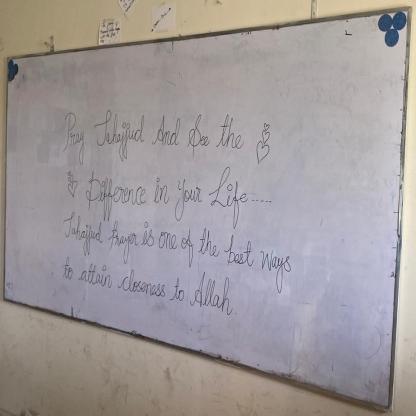 Pray Tahajjud And See the
Difference in Your Life.....
Tahajjud Prayer is one of the best ways
to attain closeness to Allah.